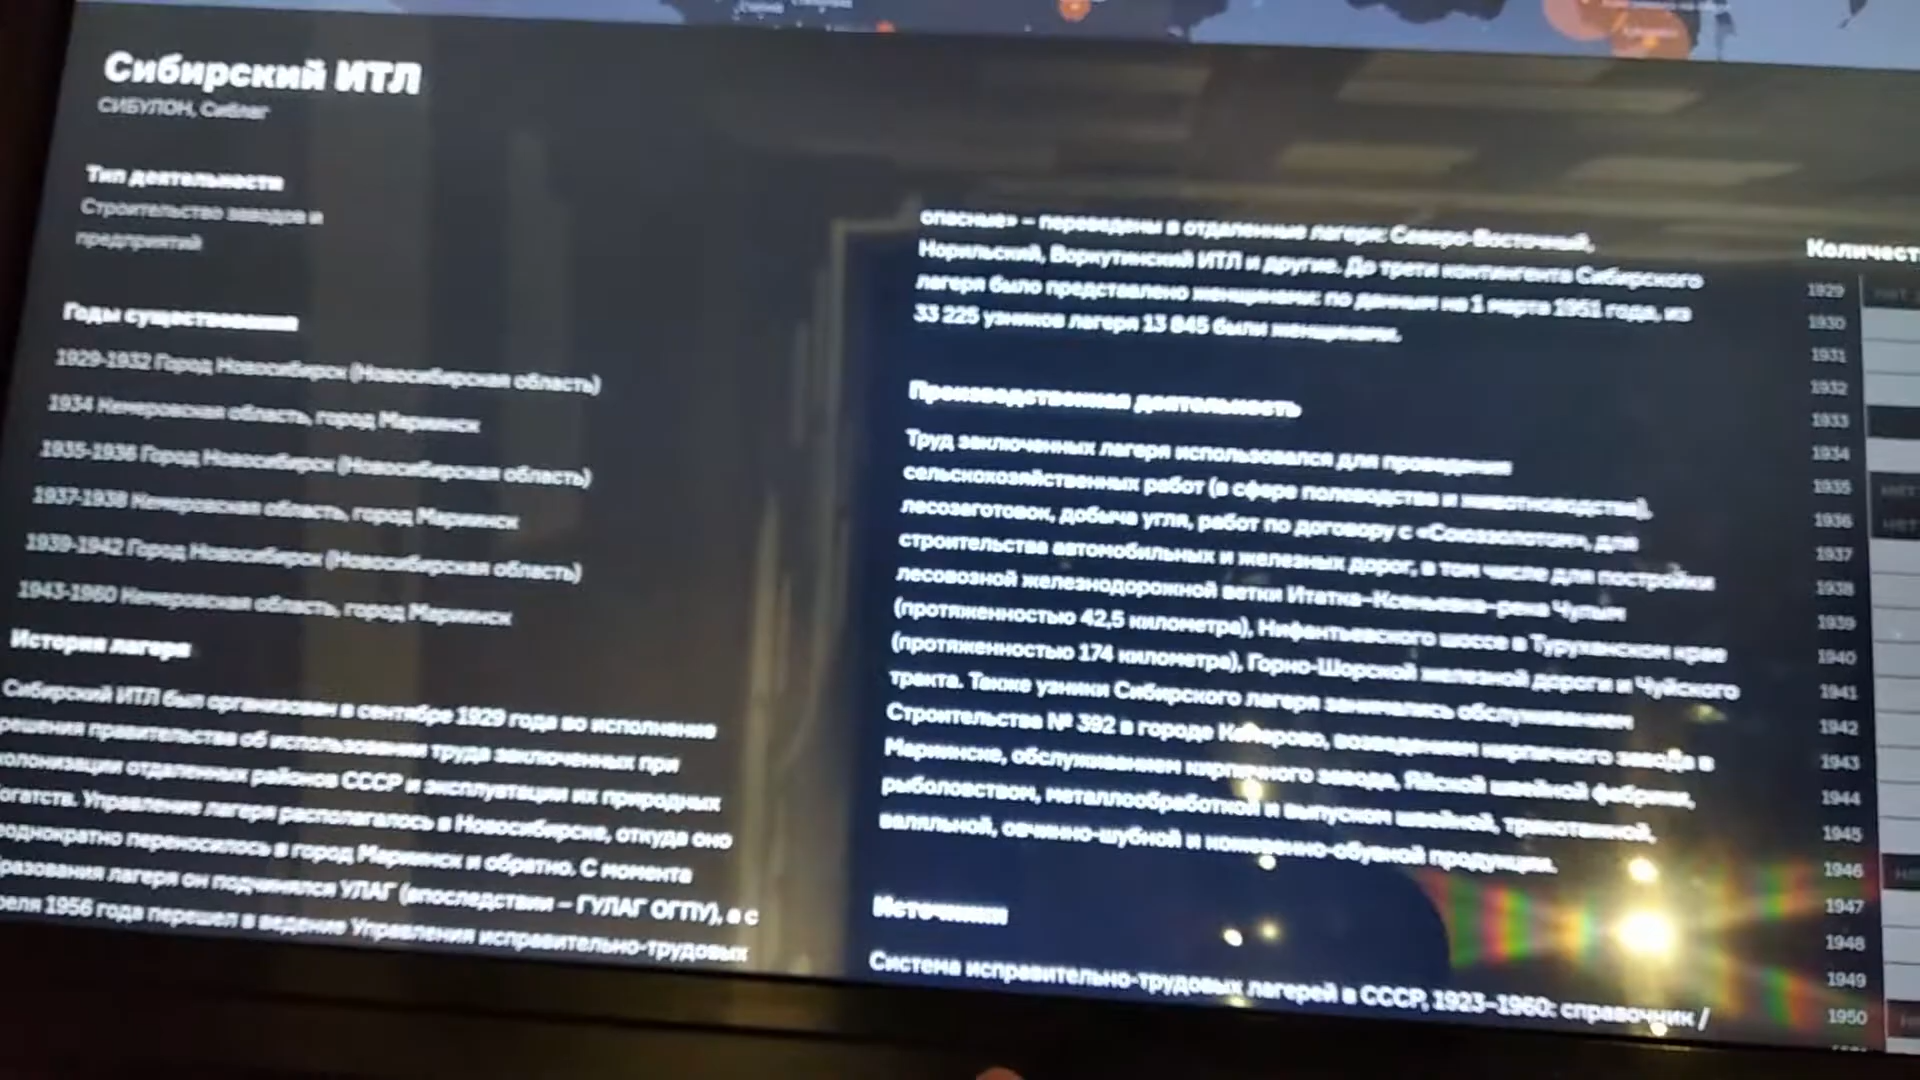 Сибирский ИТЛ
СИБУЛОН, Сиблаг
Тип деятельности
Строительство заводов и
предприятий
Годы существования
1929-1932 Город Новосибирск (Новосибирская область)
1934 Кемеровская область, город Мариинск
1935-1936 Город Новосибирск (Новосибирская область)
1937-1938 Кемеровская область, город Мариинск
1939-1942 Город Новосибирск (Новосибирская область)
1943-1960 Кемеровская область, город Мариинск
История лагеря
Сибирский ИТЛ был организован в сентябре 1929 года во исполнение
решения правительства об использовании труда заключенных при
колонизации отдаленных районов СССР и эксплуатации их природных
огатств. Управление лагеря располагалось в Новосибирске, откуда оно
еоднократно переносилось в город Мариинск и обратно. С момента
бразования лагеря он подчинялся УЛАГ (впоследствии – ГУЛАГ ОГПУ), а с
реля 1956 года перешел в ведение Управления исправительно-трудовых
опасные» – переведены в отдаленные лагеря: Северо-Восточный,
Норильский, Воркутинский ИТЛ и другие. До трети контингента Сибирского
лагеря было представлено женщинами: по данным на 1 марта 1951 года, из
33 225 узников лагеря 13 845 были женщинами.
Производственная деятельность
Труд заключенных лагеря использовался для проведения
сельскохозяйственных работ (в сфере полеводства и животноводства),
лесозаготовок, добыча угля, работ по договору с «Союззолотом», для
строительства автомобильных и железных дорог, в том числе для постройки
лесовозной железнодорожной ветки Итатка–Ксеньевка–река Чулым
(протяженностью 42,5 километра), Нифантьевского шоссе в Туруханском крае
(протяженностью 174 километра), Горно-Шорской железной дороги и Чуйского
тракта. Также узники Сибирского лагеря занимались обслуживанием
Строительства № 392 в городе Кемерово, возведением кирпичного завода в
Мариинске, обслуживанием кирпичного завода, Яйской швейной фабрики,
рыболовством, металлообработкой и выпуском швейной, трикотажной,
валяльной, овчинно-шубной и кожевенно-обувной продукции.
Источники
Система исправительно-трудовых лагерей в СССР, 1923–1960: справочник /
Количест
1929
1930
1931
1932
1933
1934
1935
1936
1937
1938
1939
1940
1941
1942
1943
1944
1945
1946
1947
1948
1949
1950